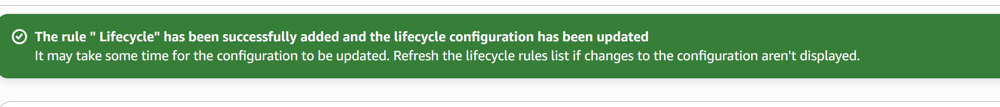 The rule " Lifecycle" has been successfully added and the lifecycle configuration has been updated
It may take some time for the configuration to be updated. Refresh the lifecycle rules list if changes to the configuration aren't displayed.